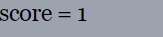 score = 1